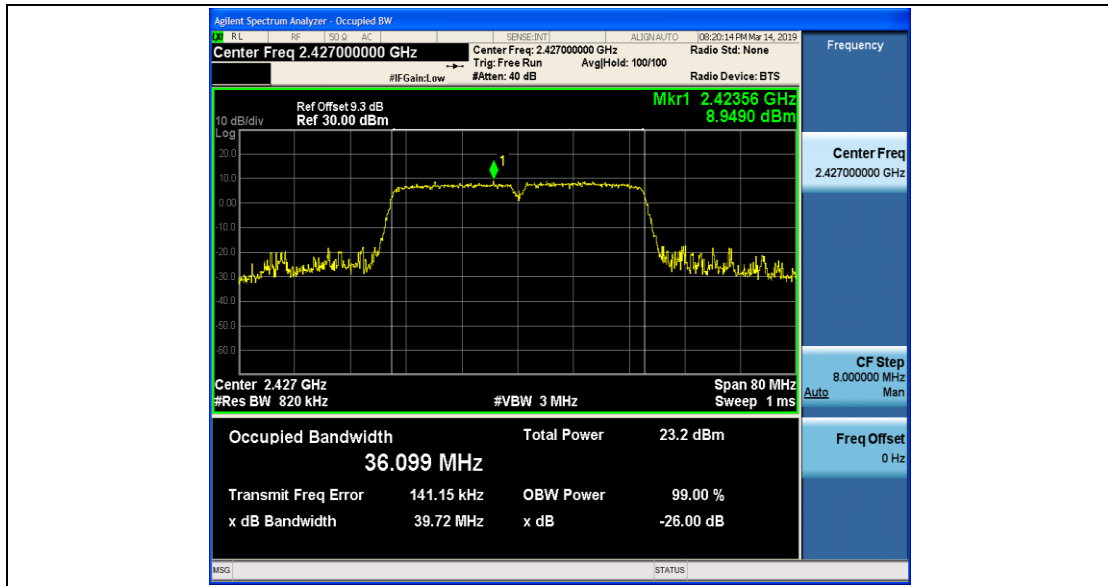 Agilent Spectrum Analyzer - Occupied BW
LXI RL RF 50 Ω AC SENSE:INT ALIGNAUTO 08:20:14 PM Mar 14, 2019
Center Freq 2.427000000 GHz
Center Freq: 2.427000000 GHz
Radio Std: None
Trig: Free Run Avg|Hold: 100/100
#IFGain:Low #Atten: 40 dB Radio Device: BTS
Frequency
Ref Offset 9.3 dB
10 dB/div Ref 30.00 dBm
Mkr1 2.42356 GHz
8.9490 dBm
Log
20.0
10.0
0.00
-10.0
-20.0
-30.0
-40.0
-50.0
-60.0
1
Center 2.427 GHz Span 80 MHz
#Res BW 820 kHz #VBW 3 MHz Sweep 1 ms
Center Freq
2.427000000 GHz
CF Step
8.000000 MHz
Auto Man
Freq Offset
0 Hz
Occupied Bandwidth Total Power 23.2 dBm
36.099 MHz
Transmit Freq Error 141.15 kHz OBW Power 99.00 %
x dB Bandwidth 39.72 MHz x dB -26.00 dB
MSG STATUS